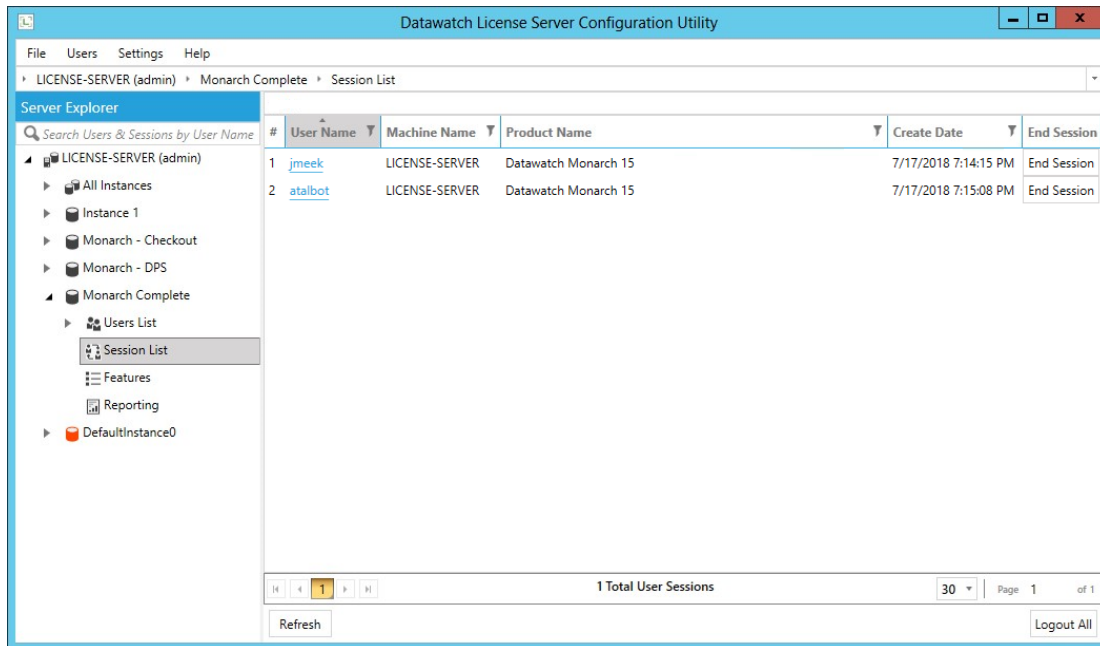 Datawatch License Server Configuration Utility
File Users Settings Help
LICENSE-SERVER (admin) Monarch Complete Session List
Server Explorer
Search Users & Sessions by User Name
LICENSE-SERVER (admin)
All Instances
Instance 1
Monarch - Checkout
Monarch - DPS
Monarch Complete
Users List
Session List
Features
Reporting
DefaultInstance0
# User Name Machine Name Product Name Create Date End Session
1 jmeek LICENSE-SERVER Datawatch Monarch 15 7/17/2018 7:14:15 PM End Session
2 atalbot LICENSE-SERVER Datawatch Monarch 15 7/17/2018 7:15:08 PM End Session
1 1 Total User Sessions 30 Page 1 of 1
Refresh Logout All